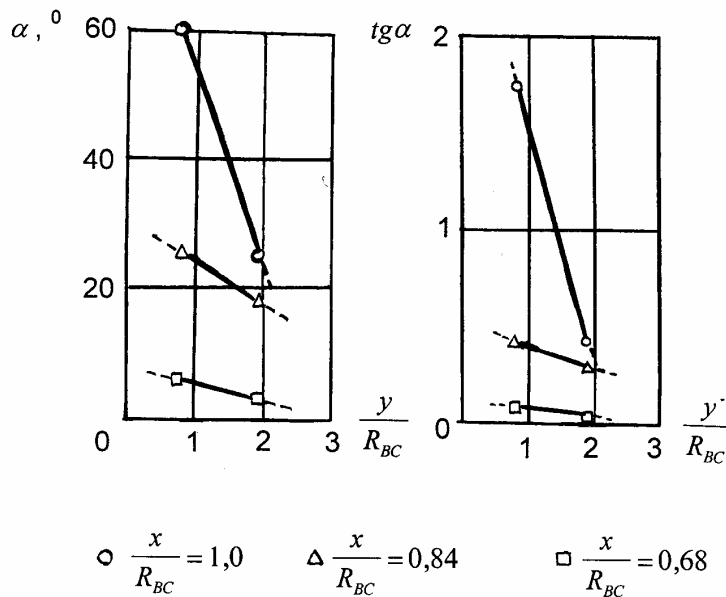 α, ⁰ 60
40
20
0 1 2 3
y/R_BC
tgα 2
1
0 1 2 3
y/R_BC
x/R_BC = 1,0 x/R_BC = 0,84 x/R_BC = 0,68